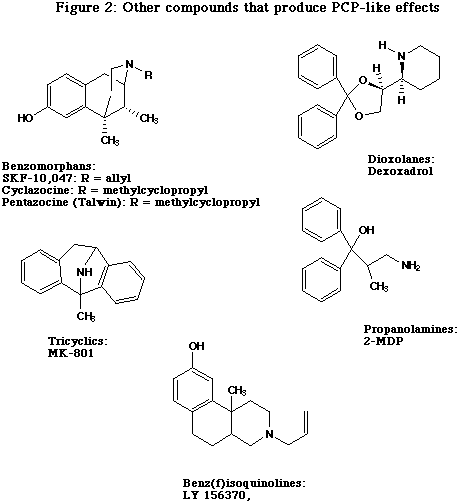 Figure 2: Other compounds that produce PCP-like effects
N
R
HO
CH₃
CH₃
Benzomorphans:
SKF-10,047: R = allyl
Cyclazocine: R = methylcyclopropyl
Pentazocine (Talwin): R = methylcyclopropyl
H
N
O
H
O
H
Dioxolanes:
Dexoxadrol
NH
CH₃
Tricyclics:
MK-801
OH
NH₂
CH₃
Propanolamines:
2-MDP
HO
CH₃
N
Benz(f)isoquinolines:
LY 156370,